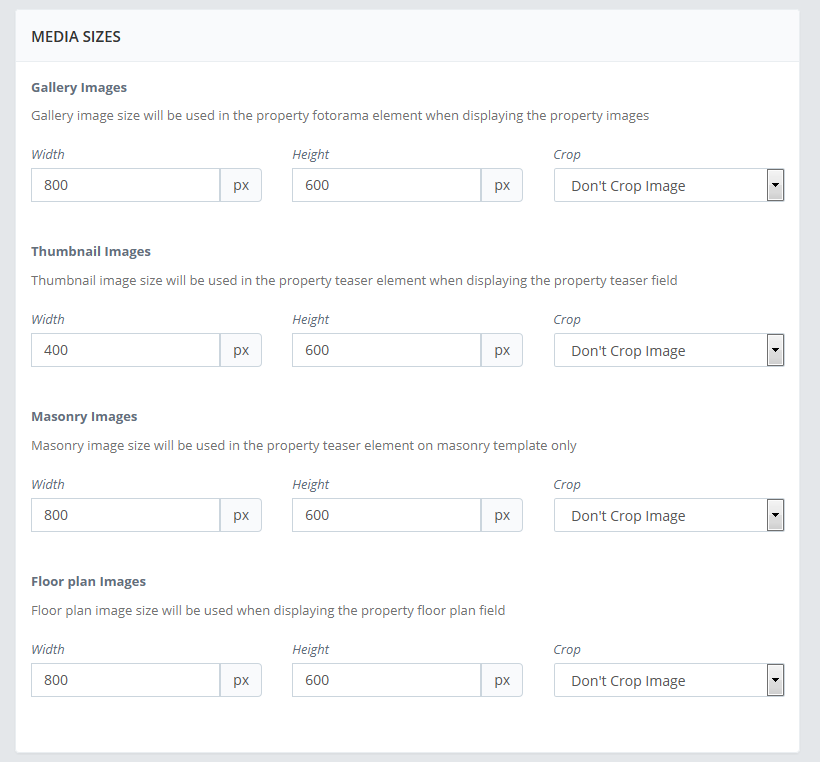 MEDIA SIZES
Gallery Images
Gallery image size will be used in the property fotorama element when displaying the property images
Width Height Crop
800 px 600 px Don't Crop Image
Thumbnail Images
Thumbnail image size will be used in the property teaser element when displaying the property teaser field
Width Height Crop
400 px 600 px Don't Crop Image
Masonry Images
Masonry image size will be used in the property teaser element on masonry template only
Width Height Crop
800 px 600 px Don't Crop Image
Floor plan Images
Floor plan image size will be used when displaying the property floor plan field
Width Height Crop
800 px 600 px Don't Crop Image